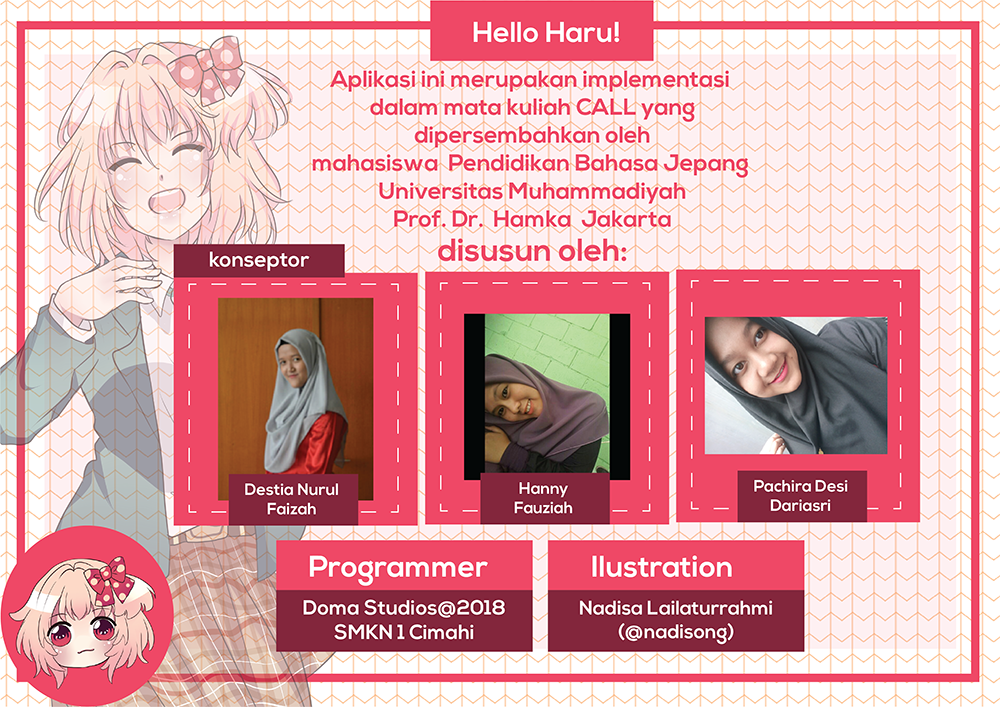 Hello Haru!
Aplikasi ini merupakan implementasi
dalam mata kuliah CALL yang
dipersembahkan oleh
mahasiswa Pendidikan Bahasa Jepang
Universitas Muhammadiyah
Prof. Dr. Hamka Jakarta
disusun oleh:
konseptor
Destia Nurul
Faizah
Hanny
Fauziah
Pachira Desi
Dariasri
Programmer
Doma Studios@2018
SMKN 1 Cimahi
Ilustration
Nadisa Lailaturrahmi
(@nadisong)